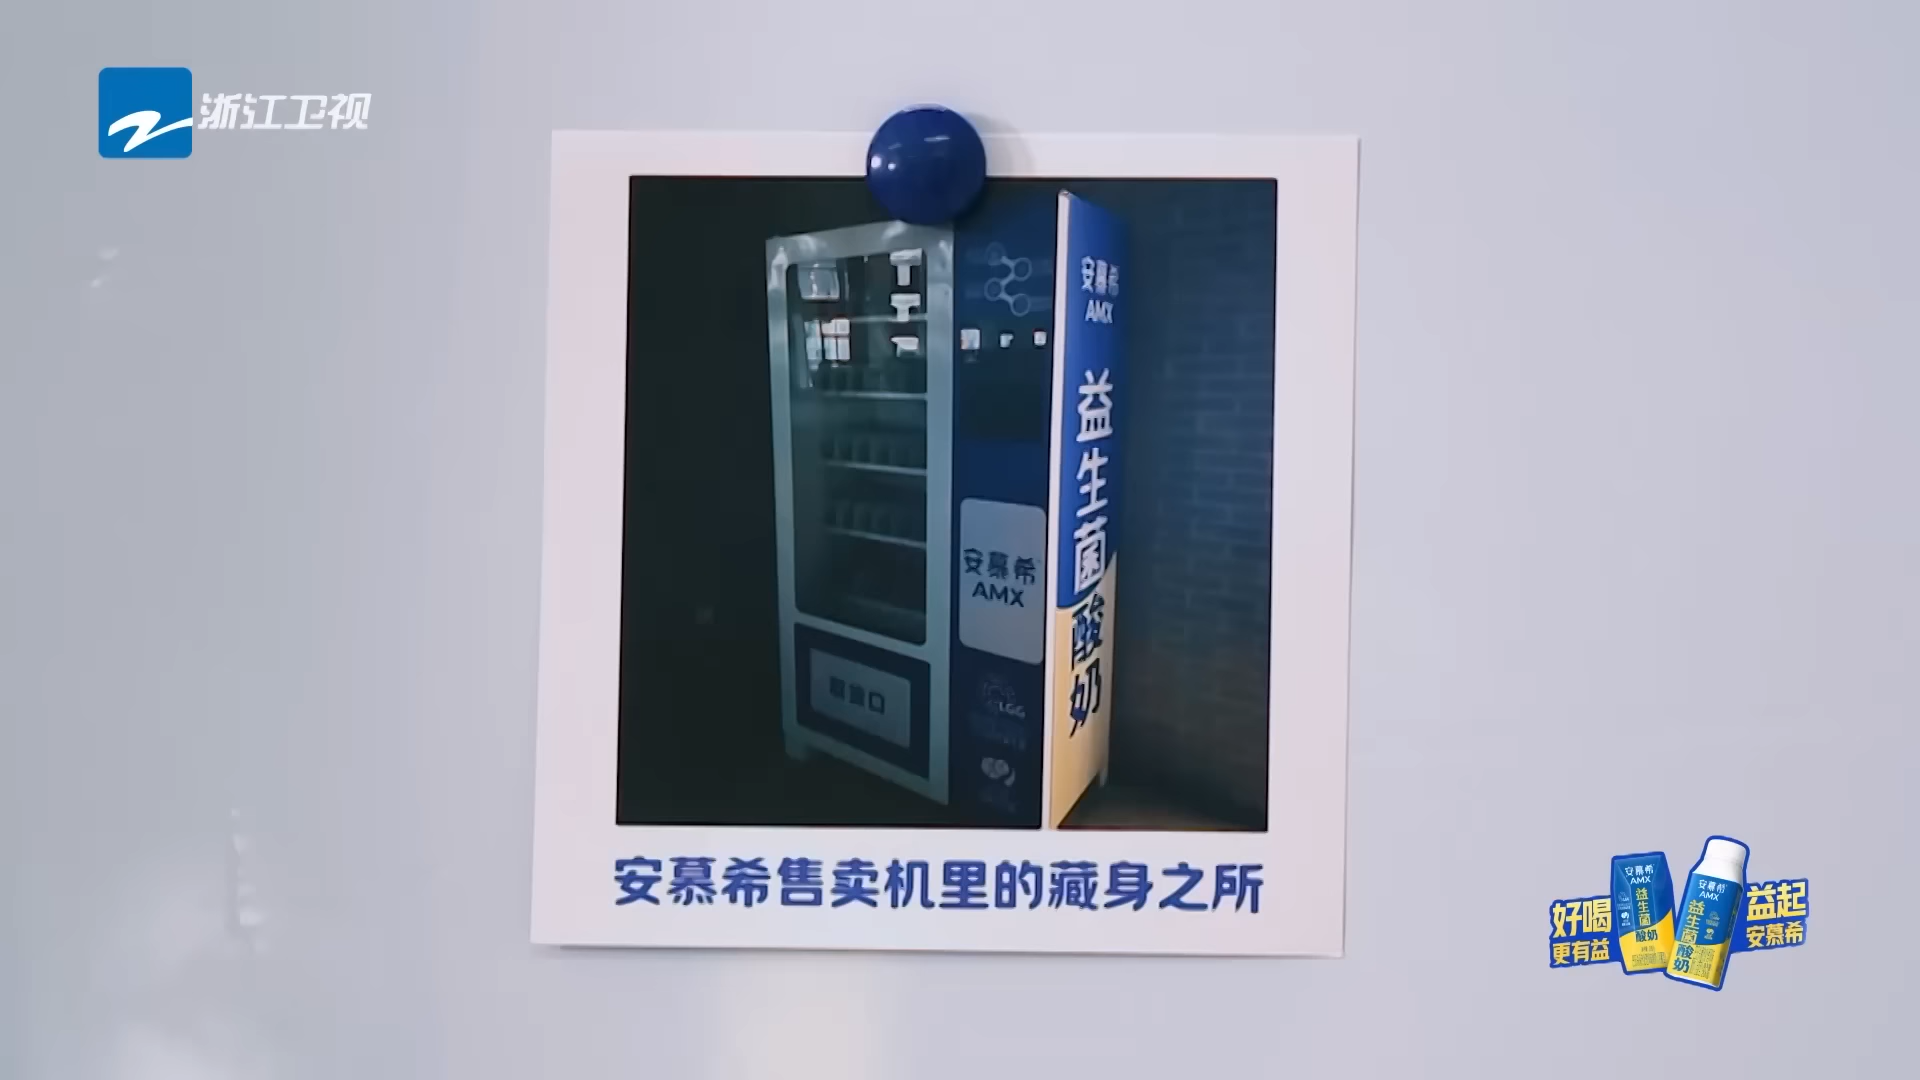 浙江卫视
安慕希
AMX
益生菌酸奶
安慕希
AMX
LGG
安慕希售卖机里的藏身之所
好喝
更有益
安慕希
AMX
益生菌
酸奶
安慕希
AMX
益生菌
酸奶
益起
安慕希